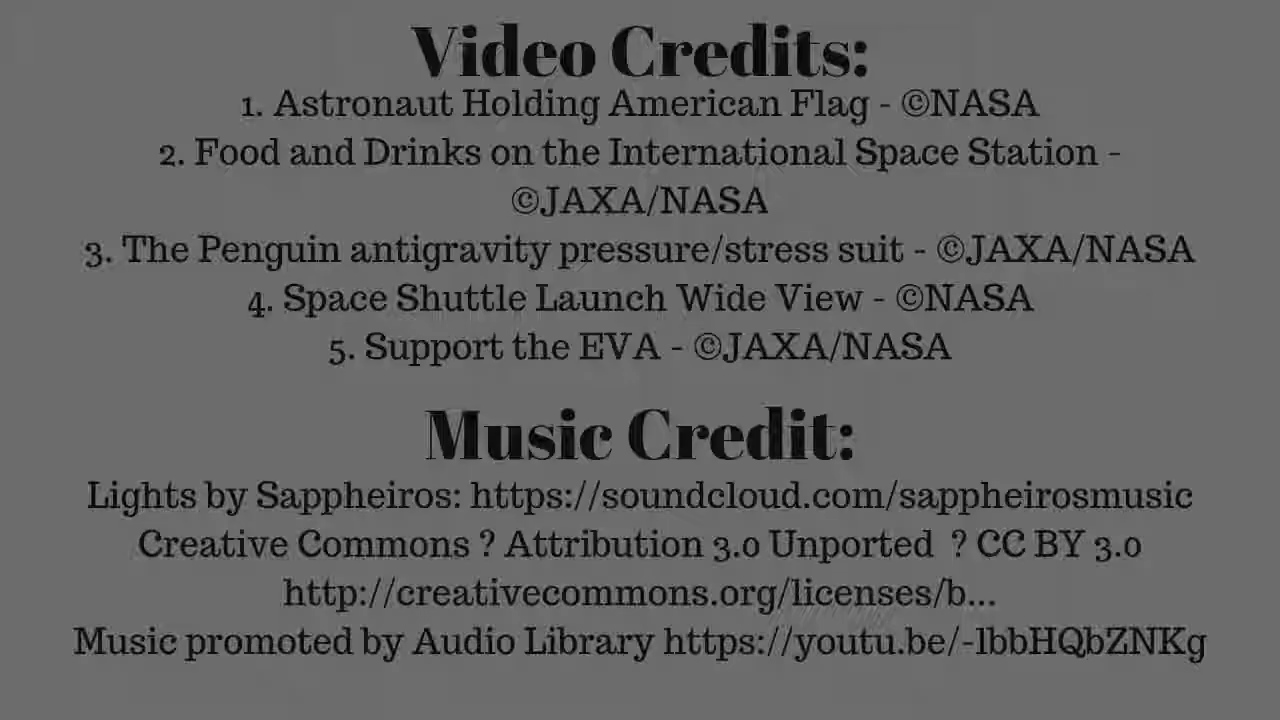 Video Credits:
1. Astronaut Holding American Flag - ©NASA
2. Food and Drinks on the International Space Station -
©JAXA/NASA
3. The Penguin antigravity pressure/stress suit - ©JAXA/NASA
4. Space Shuttle Launch Wide View - ©NASA
5. Support the EVA - ©JAXA/NASA
Music Credit:
Lights by Sappheiros: https://soundcloud.com/sappheirosmusic
Creative Commons ? Attribution 3.0 Unported  ? CC BY 3.0
http://creativecommons.org/licenses/b...
Music promoted by Audio Library https://youtu.be/-lbbHQbZNKg